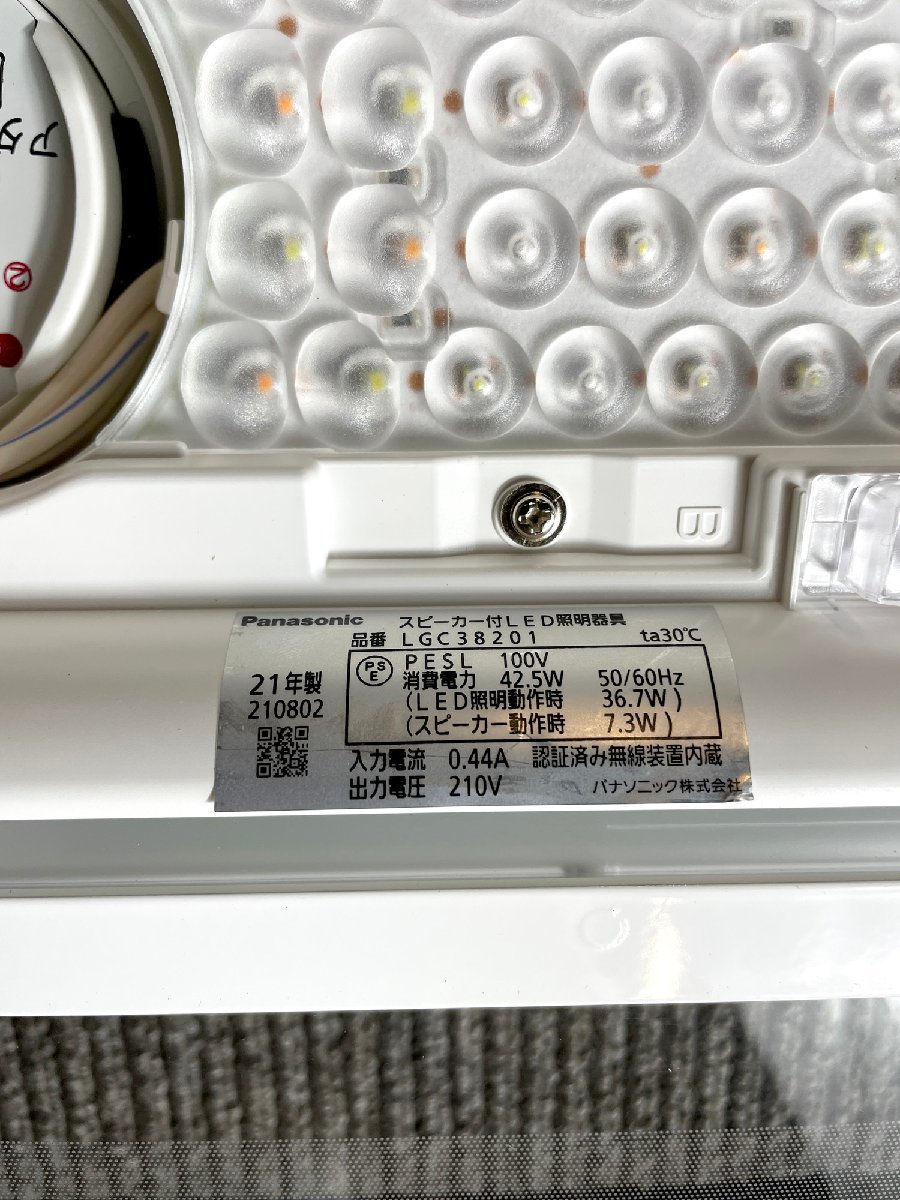 アダ
②
B
Panasonic スピーカー付LED照明器具
品番 LGC38201 ta30℃
PSE PESL 100V
21年製 消費電力 42.5W 50/60Hz
210802 (LED照明動作時 36.7W)
(スピーカー動作時 7.3W)
入力電流 0.44A 認証済み無線装置内蔵
出力電圧 210V パナソニック株式会社